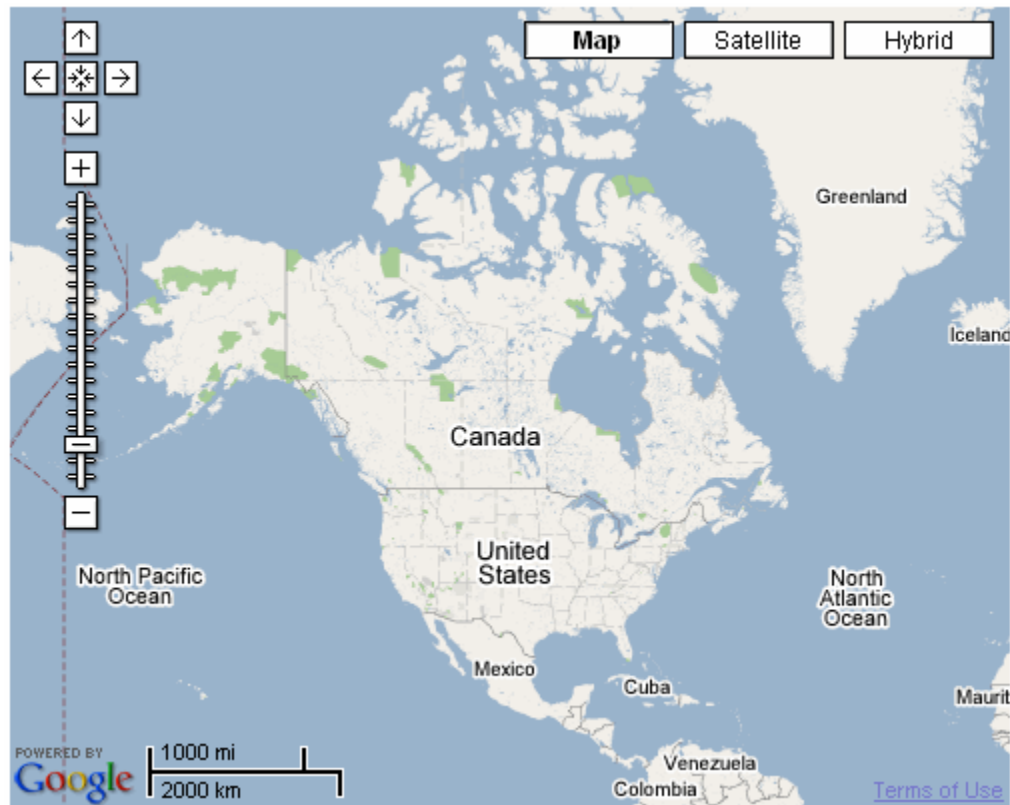 Map
Satellite
Hybrid
Greenland
Iceland
Canada
United
States
North Pacific
Ocean
North
Atlantic
Ocean
Mexico
Cuba
Maurit
Venezuela
Colombia
POWERED BY
Google
1000 mi
2000 km
Terms of Use